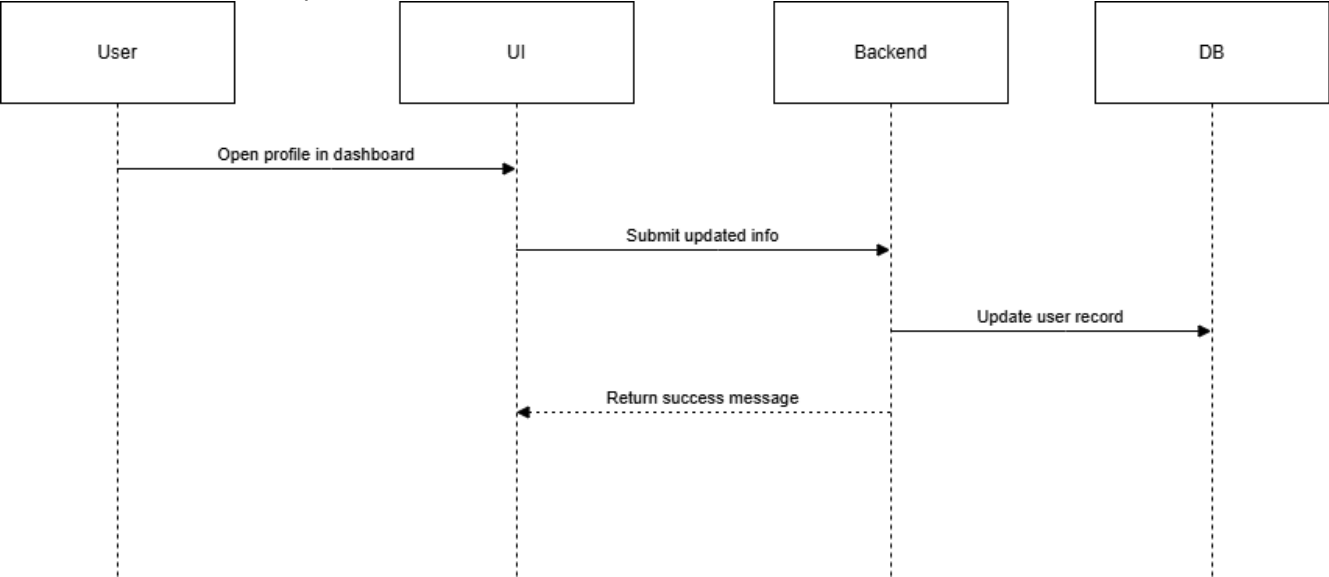 User
UI
Backend
DB
Open profile in dashboard
Submit updated info
Update user record
Return success message